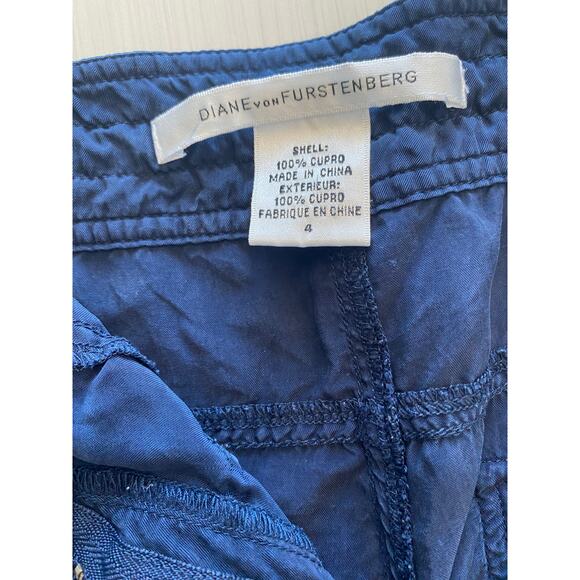 DIANE VON FURSTENBERG
SHELL:
100% CUPRO
MADE IN CHINA
EXTERIEUR:
100% CUPRO
FABRIQUE EN CHINE
4